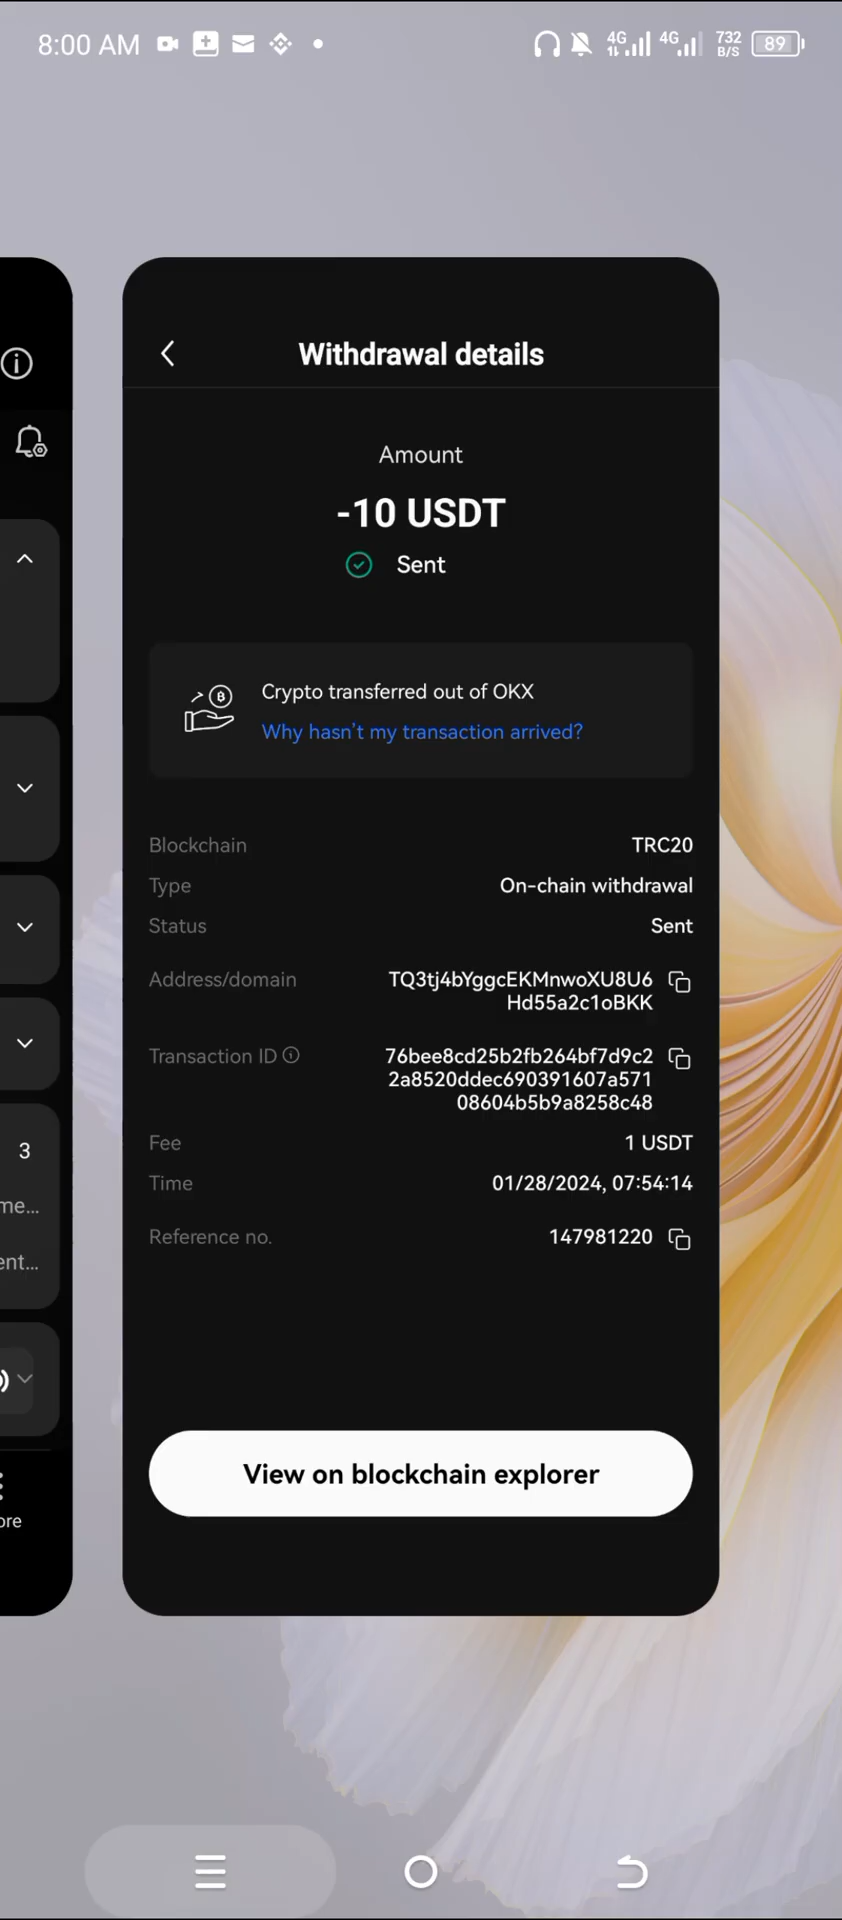 8:00 AM
4G
4G
732
B/S
89
Withdrawal details
Amount
-10 USDT
Sent
Crypto transferred out of OKX
Why hasn't my transaction arrived?
Blockchain TRC20
Type On-chain withdrawal
Status Sent
Address/domain TQ3tj4bYggcEKMnwoXU8U6
Hd55a2c1oBKK
Transaction ID 76bee8cd25b2fb264bf7d9c2
2a8520ddec690391607a571
08604b5b9a8258c48
Fee 1 USDT
3
Time 01/28/2024, 07:54:14
me...
Reference no. 147981220
ent...
View on blockchain explorer
ore